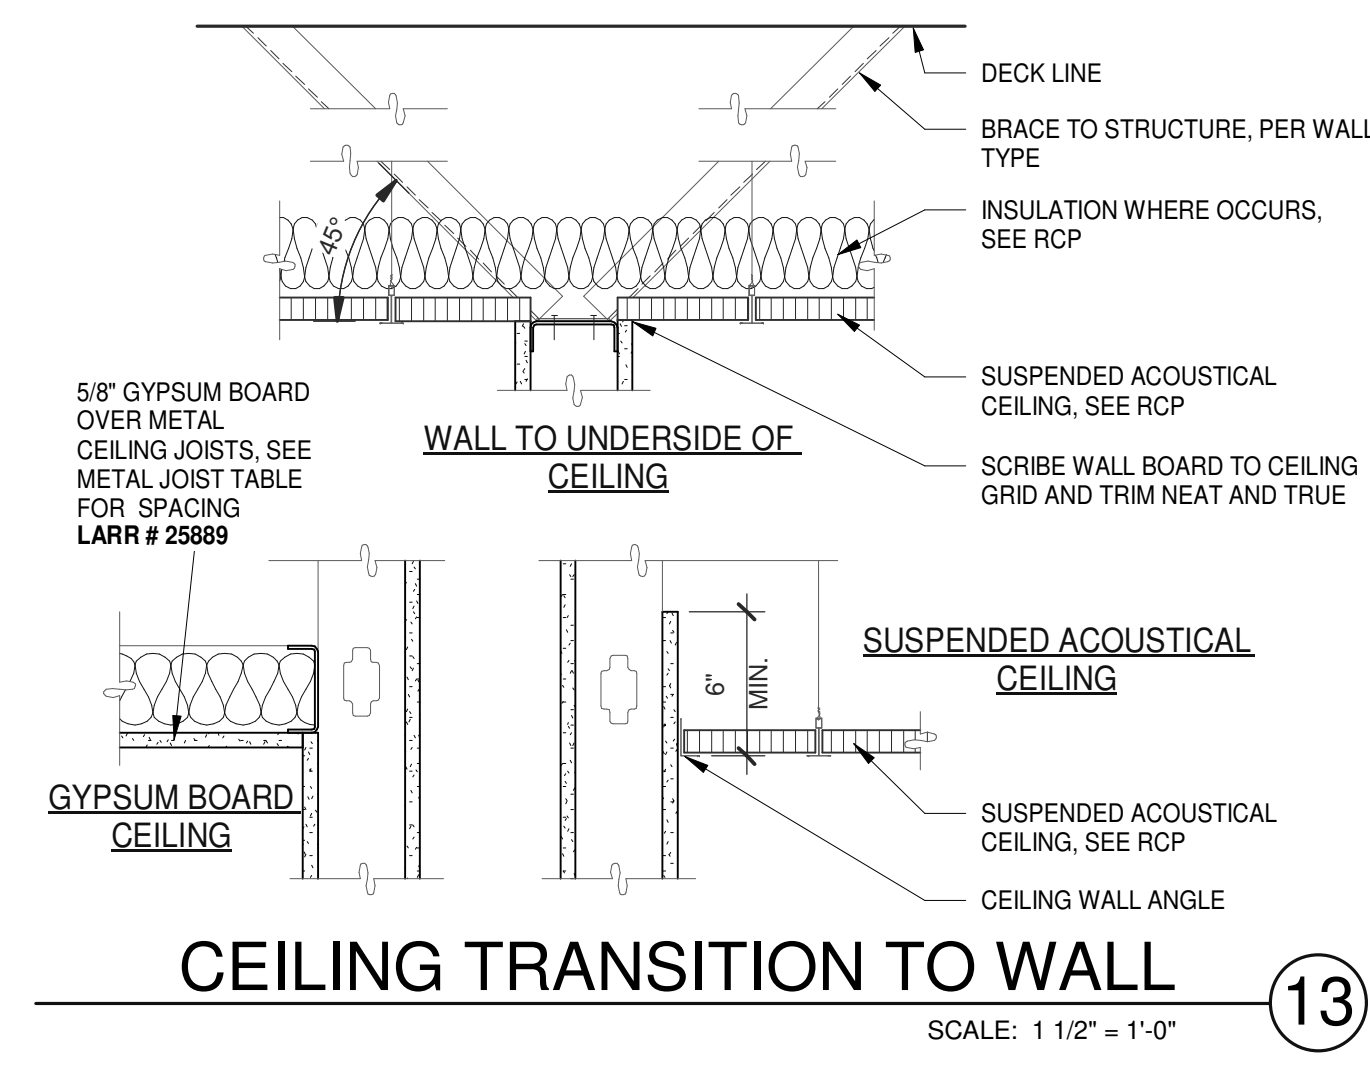 DECK LINE
BRACE TO STRUCTURE, PER WALL
TYPE
45°
INSULATION WHERE OCCURS,
SEE RCP
SUSPENDED ACOUSTICAL
CEILING, SEE RCP
SCRIBE WALL BOARD TO CEILING
GRID AND TRIM NEAT AND TRUE
WALL TO UNDERSIDE OF
CEILING
5/8" GYPSUM BOARD
OVER METAL
CEILING JOISTS, SEE
METAL JOIST TABLE
FOR SPACING
LARR # 25889
GYPSUM BOARD
CEILING
6"
MIN.
SUSPENDED ACOUSTICAL
CEILING
SUSPENDED ACOUSTICAL
CEILING, SEE RCP
CEILING WALL ANGLE
CEILING TRANSITION TO WALL
13
SCALE: 1 1/2" = 1'-0"